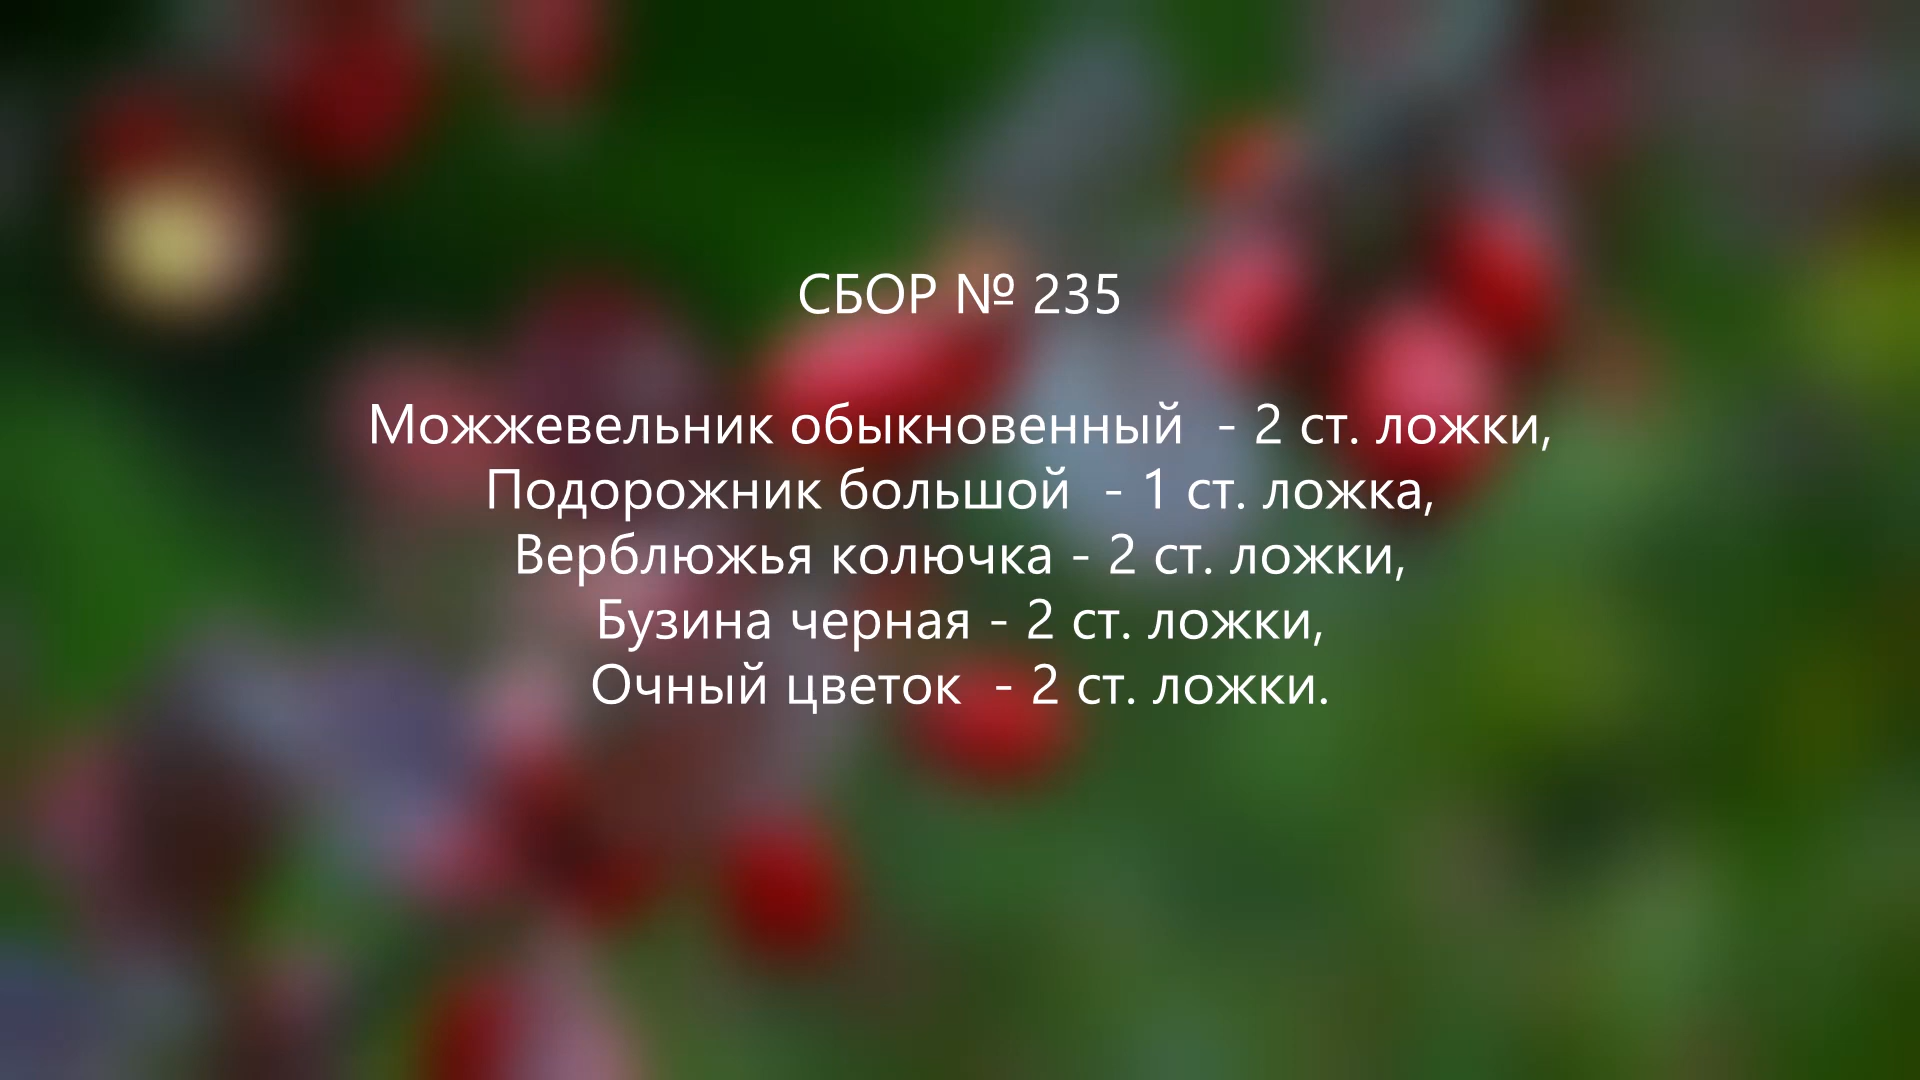 СБОР № 235
Можжевельник обыкновенный  - 2 ст. ложки,
Подорожник большой  - 1 ст. ложка,
Верблюжья колючка - 2 ст. ложки,
Бузина черная - 2 ст. ложки,
Очный цветок  - 2 ст. ложки.